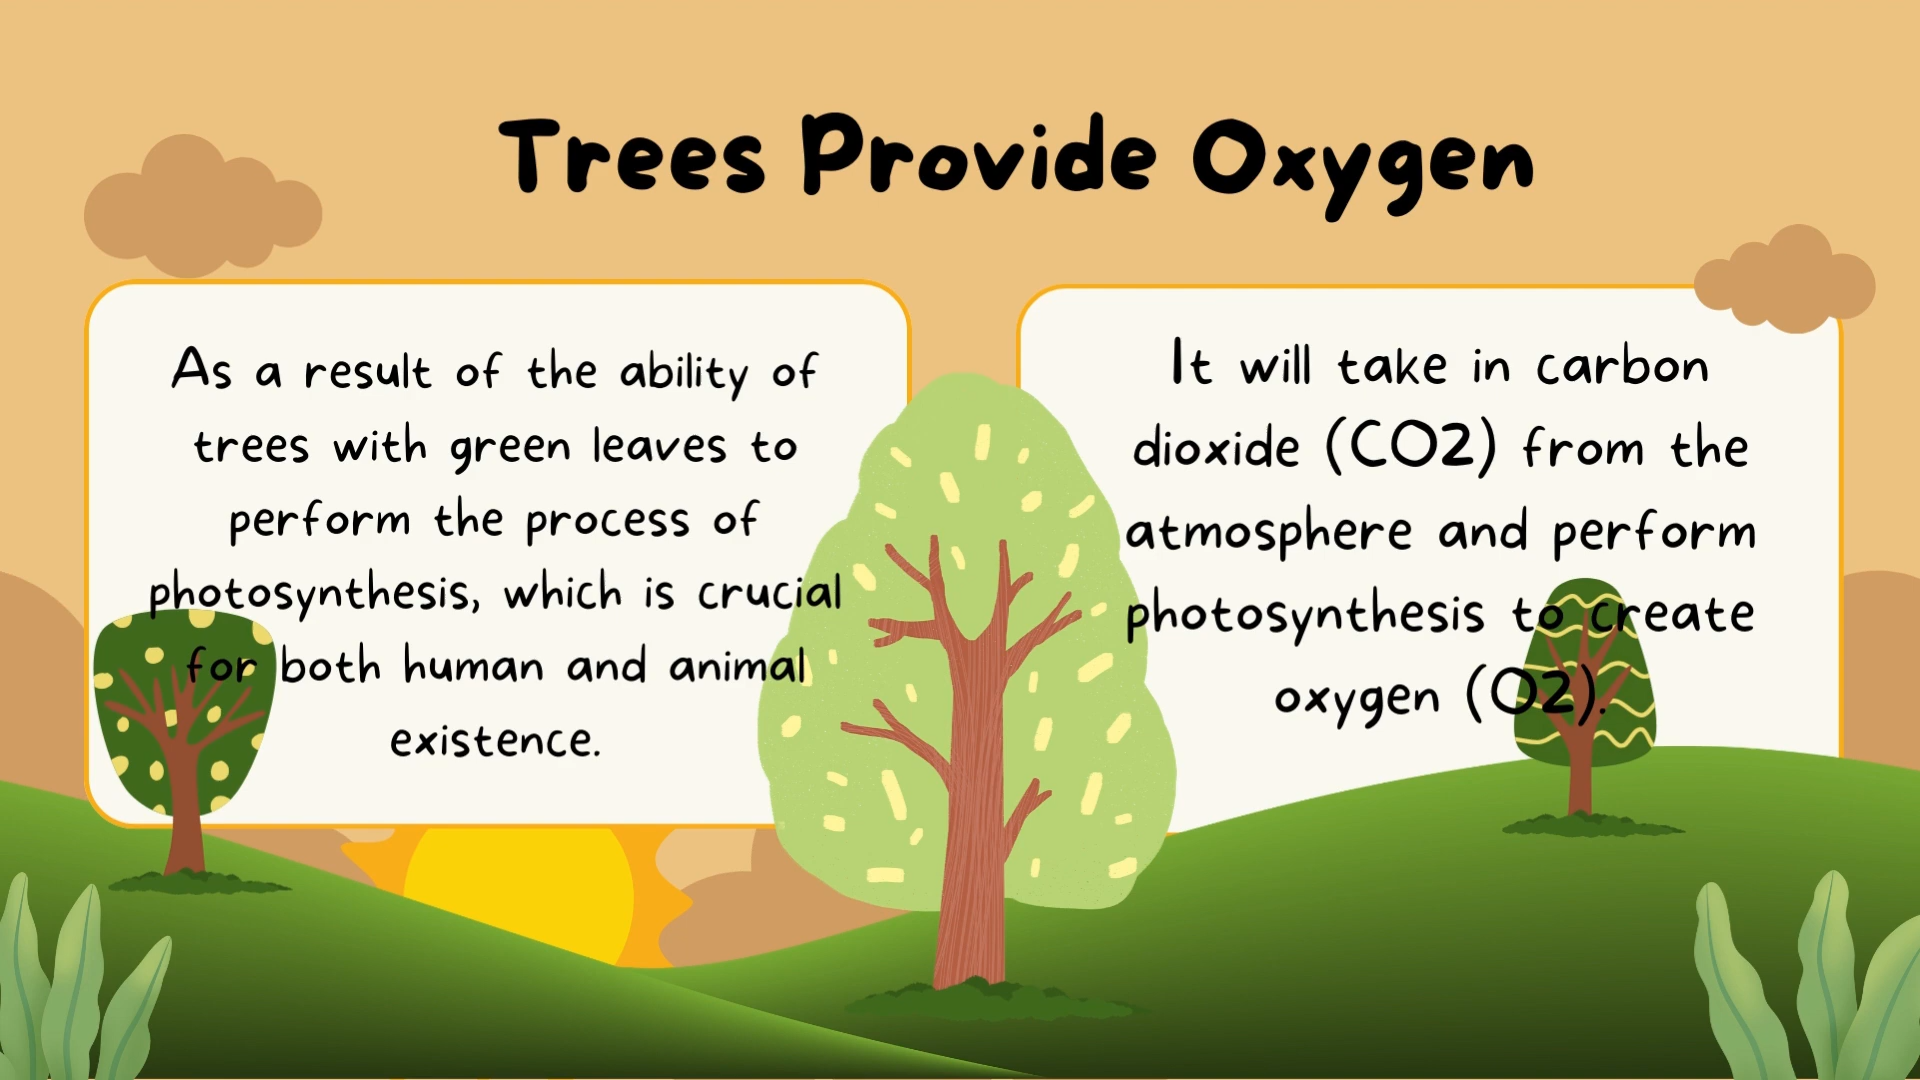 Trees Provide Oxygen
As a result of the ability of
trees with green leaves to
perform the process of
photosynthesis, which is crucial
for both human and animal
existence.
It will take in carbon
dioxide (CO2) from the
atmosphere and perform
photosynthesis to create
oxygen (O2).